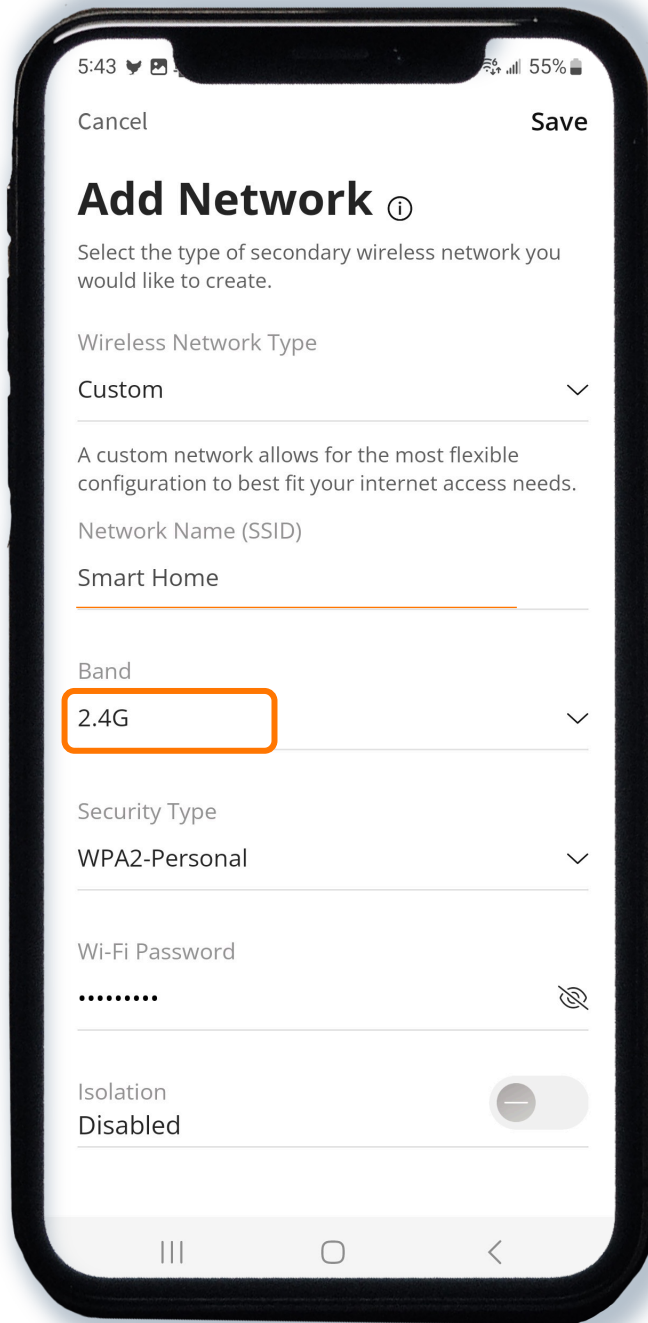 5:43
55%
Cancel
Save
Add Network
Select the type of secondary wireless network you
would like to create.
Wireless Network Type
Custom
A custom network allows for the most flexible
configuration to best fit your internet access needs.
Network Name (SSID)
Smart Home
Band
2.4G
Security Type
WPA2-Personal
Wi-Fi Password
•••••••••
Isolation
Disabled